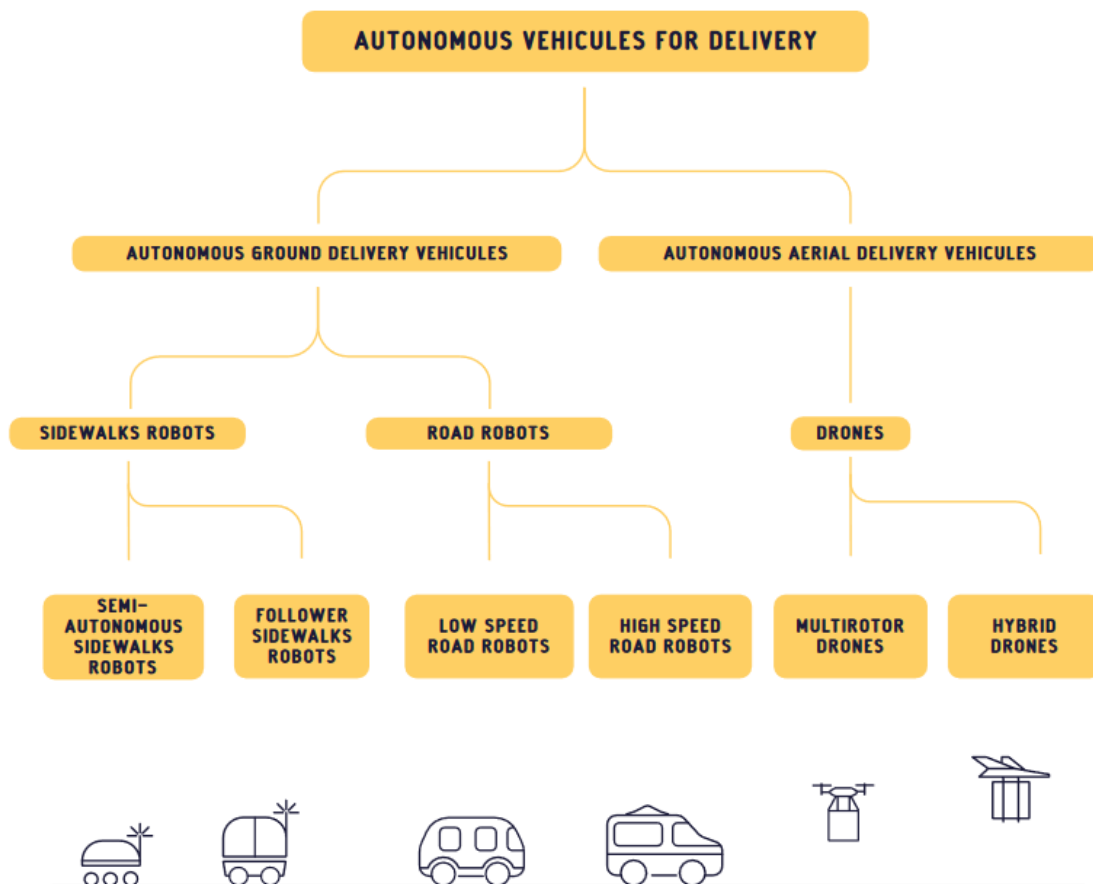 AUTONOMOUS VEHICULES FOR DELIVERY
AUTONOMOUS GROUND DELIVERY VEHICULES
AUTONOMOUS AERIAL DELIVERY VEHICULES
SIDEWALKS ROBOTS
ROAD ROBOTS
DRONES
SEMI-
AUTONOMOUS
SIDEWALKS
ROBOTS
FOLLOWER
SIDEWALKS
ROBOTS
LOW SPEED
ROAD ROBOTS
HIGH SPEED
ROAD ROBOTS
MULTIROTOR
DRONES
HYBRID
DRONES